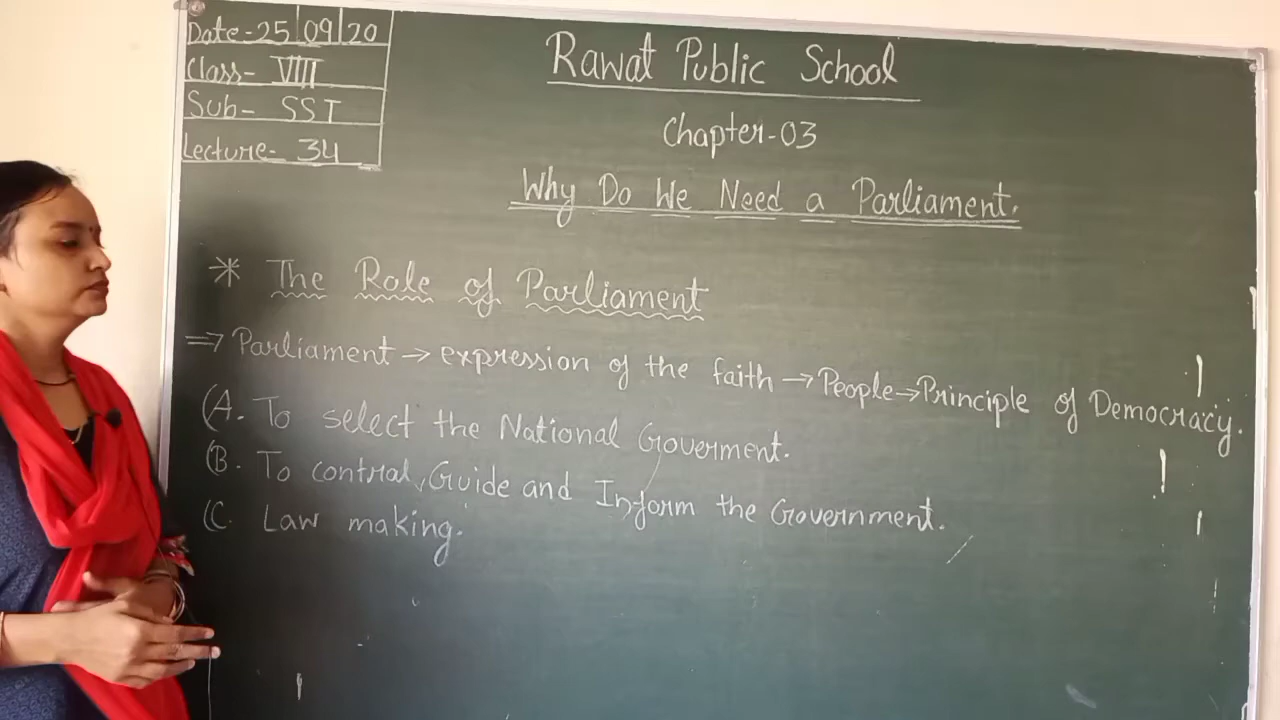 Date-25|09|20
Class- VIII
Sub- SST
Lecture- 34
Rawat Public School
Chapter-03
Why Do We Need a Parliament.
* The Role of Parliament
⇒ Parliament → expression of the faith → People → Principle of Democracy.
(A. To select the National Goverment.
(B. To contral, Guide and Inform the Government.
(C. Law making.